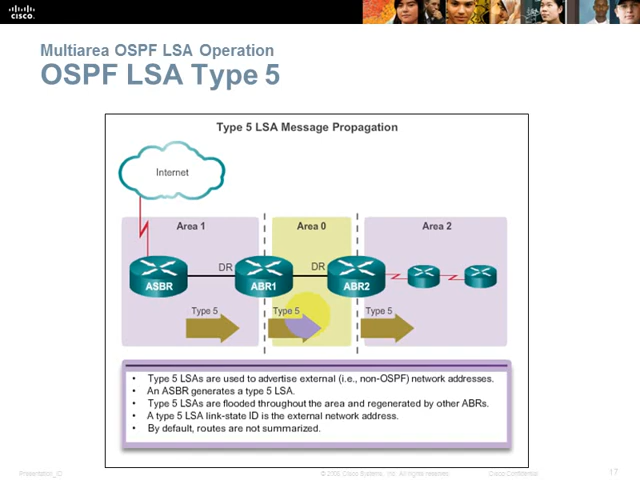 CISCO
Multiarea OSPF LSA Operation
OSPF LSA Type 5
Type 5 LSA Message Propagation
Internet
Area 1
Area 0
Area 2
DR
DR
ASBR
ABR1
ABR2
Type 5
Type 5
Type 5
• Type 5 LSAs are used to advertise external (i.e., non-OSPF) network addresses.
• An ASBR generates a type 5 LSA.
• Type 5 LSAs are flooded throughout the area and regenerated by other ABRs.
• A type 5 LSA link-state ID is the external network address.
• By default, routes are not summarized.
Presentation_ID
© 2008 Cisco Systems, Inc. All rights reserved.
Cisco Confidential
17